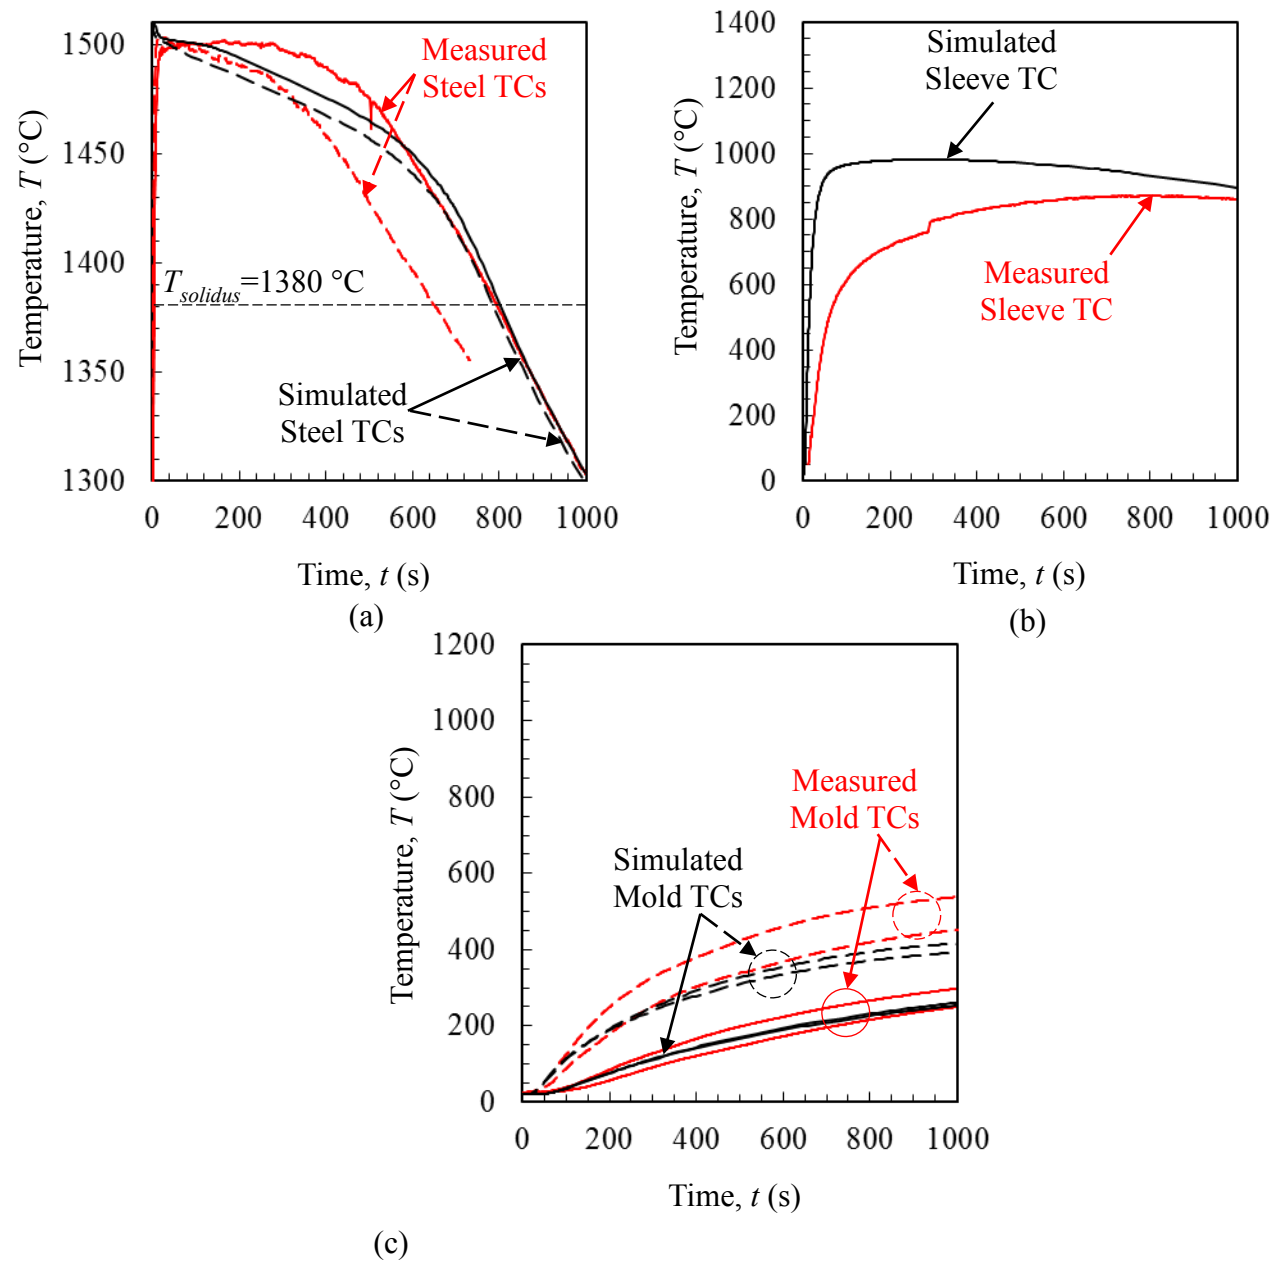 1500
1450
1400
1350
1300
Temperature, T (°C)
Measured
Steel TCs
Tsolidus=1380 °C
Simulated
Steel TCs
0 200 400 600 800 1000
Time, t (s)
(a)
1400
1200
1000
800
600
400
200
0
Temperature, T (°C)
Simulated
Sleeve TC
Measured
Sleeve TC
0 200 400 600 800 1000
Time, t (s)
(b)
1200
1000
800
600
400
200
0
Temperature, T (°C)
Measured
Mold TCs
Simulated
Mold TCs
0 200 400 600 800 1000
Time, t (s)
(c)